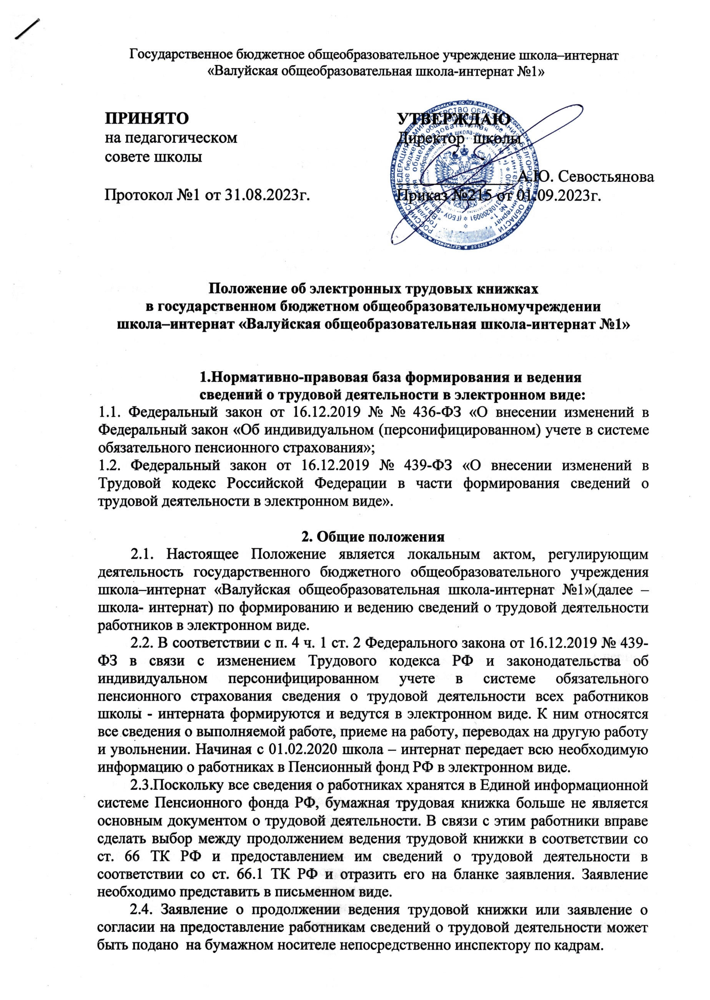 Государственное бюджетное общеобразовательное учреждение школа–интернат
«Валуйская общеобразовательная школа-интернат №1»
ПРИНЯТО
на педагогическом
совете школы
Протокол №1 от 31.08.2023г.
УТВЕРЖДАЮ
Директор школы
А.Ю. Севостьянова
Приказ №215 от 01.09.2023г.
Положение об электронных трудовых книжках
в государственном бюджетном общеобразовательномучреждении
школа–интернат «Валуйская общеобразовательная школа-интернат №1»
1.Нормативно-правовая база формирования и ведения
сведений о трудовой деятельности в электронном виде:
1.1. Федеральный закон от 16.12.2019 № № 436-ФЗ «О внесении изменений в
Федеральный закон «Об индивидуальном (персонифицированном) учете в системе
обязательного пенсионного страхования»;
1.2. Федеральный закон от 16.12.2019 № 439-ФЗ «О внесении изменений в
Трудовой кодекс Российской Федерации в части формирования сведений о
трудовой деятельности в электронном виде».
2. Общие положения
2.1. Настоящее Положение является локальным актом, регулирующим
деятельность государственного бюджетного общеобразовательного учреждения
школа–интернат «Валуйская общеобразовательная школа-интернат №1»(далее –
школа- интернат) по формированию и ведению сведений о трудовой деятельности
работников в электронном виде.
2.2. В соответствии с п. 4 ч. 1 ст. 2 Федерального закона от 16.12.2019 № 439-
ФЗ в связи с изменением Трудового кодекса РФ и законодательства об
индивидуальном персонифицированном учете в системе обязательного
пенсионного страхования сведения о трудовой деятельности всех работников
школы - интерната формируются и ведутся в электронном виде. К ним относятся
все сведения о выполняемой работе, приеме на работу, переводах на другую работу
и увольнении. Начиная с 01.02.2020 школа – интернат передает всю необходимую
информацию о работниках в Пенсионный фонд РФ в электронном виде.
2.3.Поскольку все сведения о работниках хранятся в Единой информационной
системе Пенсионного фонда РФ, бумажная трудовая книжка больше не является
основным документом о трудовой деятельности. В связи с этим работники вправе
сделать выбор между продолжением ведения трудовой книжки в соответствии со
ст. 66 ТК РФ и предоставлением им сведений о трудовой деятельности в
соответствии со ст. 66.1 ТК РФ и отразить его на бланке заявления. Заявление
необходимо представить в письменном виде.
2.4. Заявление о продолжении ведения трудовой книжки или заявление о
согласии на предоставление работникам сведений о трудовой деятельности может
быть подано на бумажном носителе непосредственно инспектору по кадрам.